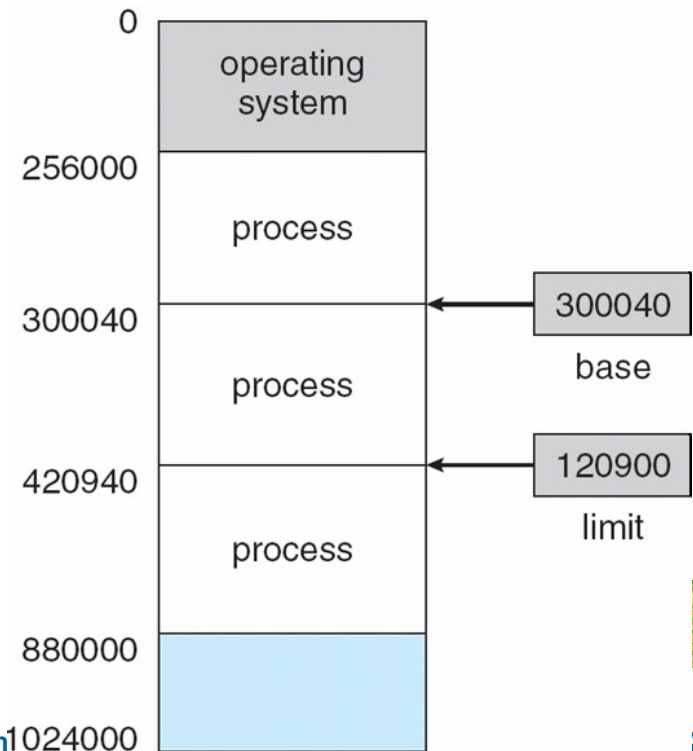 0
operating
system
256000
process
300040
300040
base
process
420940
120900
limit
process
880000
1024000